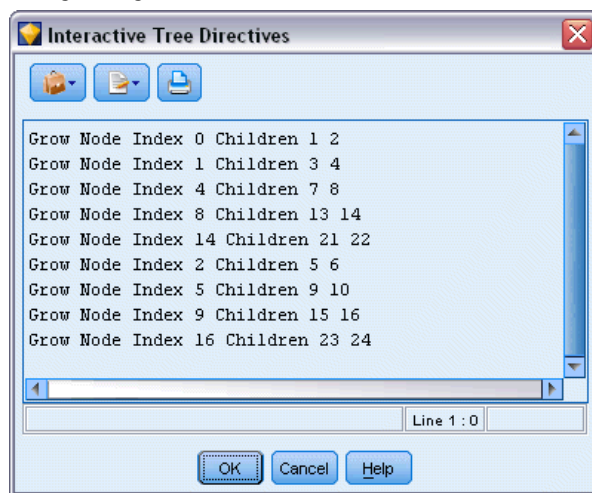 Interactive Tree Directives
Grow Node Index 0 Children 1 2
Grow Node Index 1 Children 3 4
Grow Node Index 4 Children 7 8
Grow Node Index 8 Children 13 14
Grow Node Index 14 Children 21 22
Grow Node Index 2 Children 5 6
Grow Node Index 5 Children 9 10
Grow Node Index 9 Children 15 16
Grow Node Index 16 Children 23 24
Line 1 : 0
OK Cancel Help